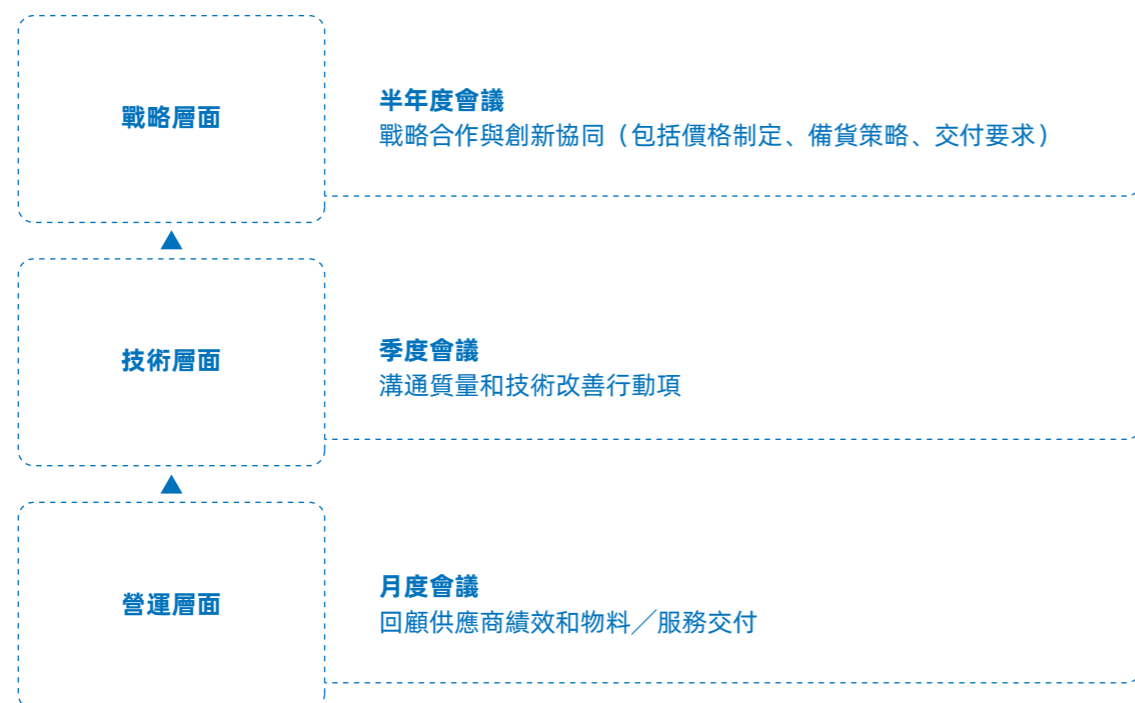 戰略層面
半年度會議
戰略合作與創新協同（包括價格制定、備貨策略、交付要求）
技術層面
季度會議
溝通質量和技術改善行動項
營運層面
月度會議
回顧供應商績效和物料╱服務交付